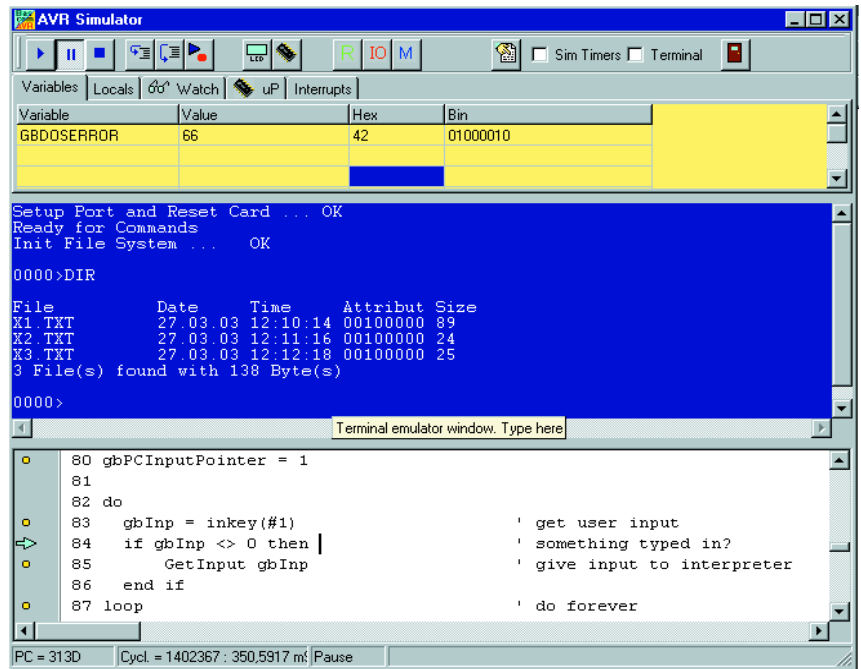 Bas com AVR AVR Simulator
LCD R IO M Sim Timers Terminal
Variables Locals Watch uP Interrupts
Variable Value Hex Bin
GBDOSERROR 66 42 01000010
Setup Port and Reset Card ... OK
Ready for Commands
Init File System ... OK
0000>DIR
File Date Time Attribut Size
X1.TXT 27.03.03 12:10:14 00100000 89
X2.TXT 27.03.03 12:11:16 00100000 24
X3.TXT 27.03.03 12:12:18 00100000 25
3 File(s) found with 138 Byte(s)
0000>
Terminal emulator window. Type here
80 gbPCInputPointer = 1
81
82 do
83 gbInp = inkey(#1) ' get user input
84 if gbInp <> 0 then ' something typed in?
85 GetInput gbInp ' give input to interpreter
86 end if
87 loop ' do forever
PC = 313D Cycl. = 1402367 : 350,5917 mS Pause